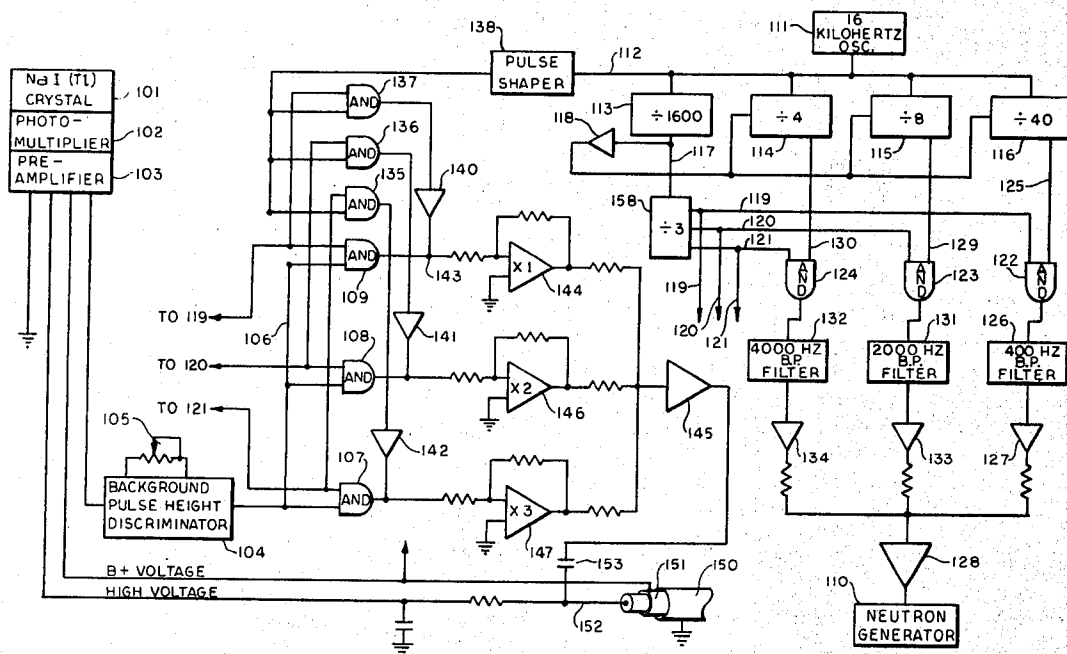 138
111
16
KILOHERTZ
OSC.
Na I (Tl)
CRYSTAL
101
PHOTO-
MULTIPLIER
102
PRE-
AMPLIFIER
103
PULSE
SHAPER
112
137
AND
136
AND
135
AND
140
AND
109
143
113
÷1600
118
117
÷4
114
÷8
115
÷40
116
125
158
÷3
119
120
121
130
129
AND
124
AND
123
122
AND
119
120
121
X1
144
TO 119
106
108
141
AND
TO 120
X2
146
145
132
4000 HZ
B.P.
FILTER
131
2000 HZ
B.P.
FILTER
126
400 HZ
B.P.
FILTER
TO 121
105
107
142
AND
134
133
127
BACKGROUND
PULSE HEIGHT
DISCRIMINATOR
104
X3
147
153
B+ VOLTAGE
HIGH VOLTAGE
151
150
152
128
110
NEUTRON
GENERATOR